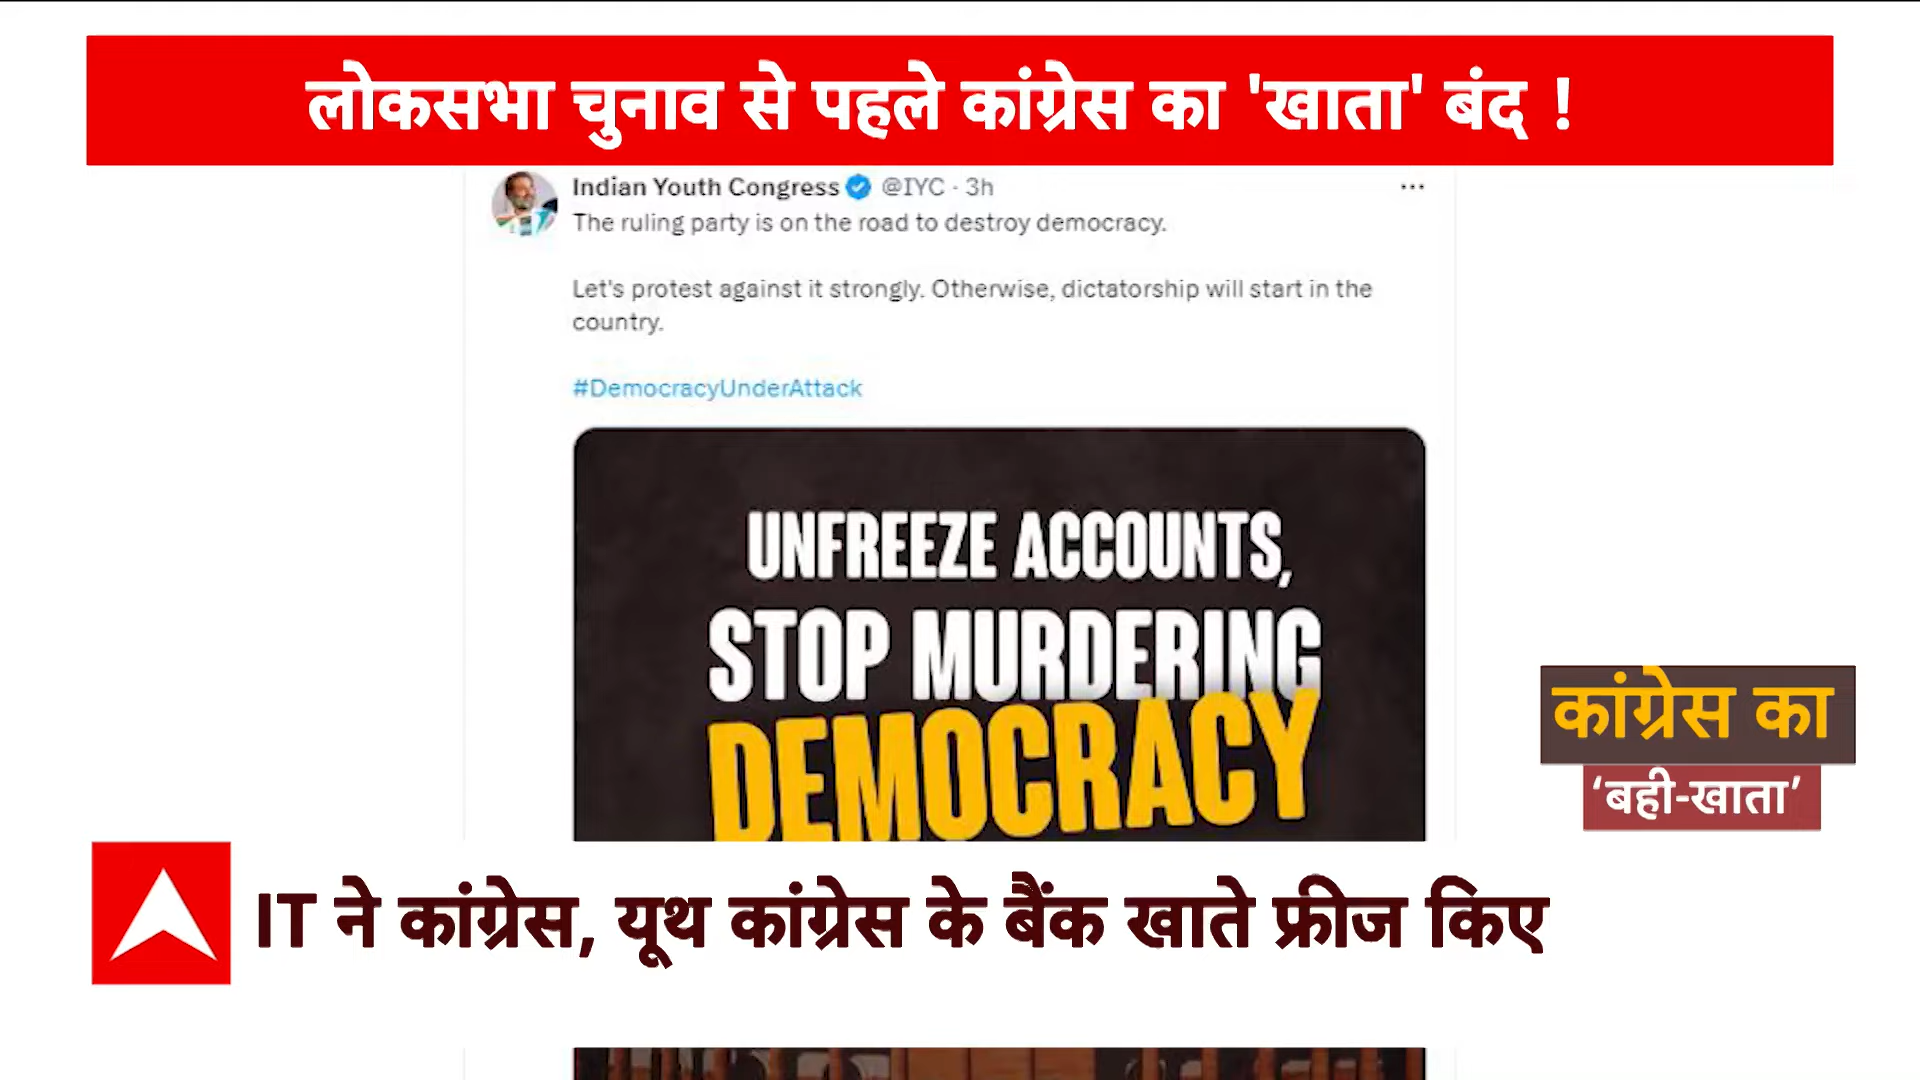 लोकसभा चुनाव से पहले कांग्रेस का 'खाता' बंद !
Indian Youth Congress @IYC · 3h ...
The ruling party is on the road to destroy democracy.
Let's protest against it strongly. Otherwise, dictatorship will start in the
country.
#DemocracyUnderAttack
UNFREEZE ACCOUNTS,
STOP MURDERING
DEMOCRACY
कांग्रेस का
‘बही-खाता’
IT ने कांग्रेस, यूथ कांग्रेस के बैंक खाते फ्रीज किए